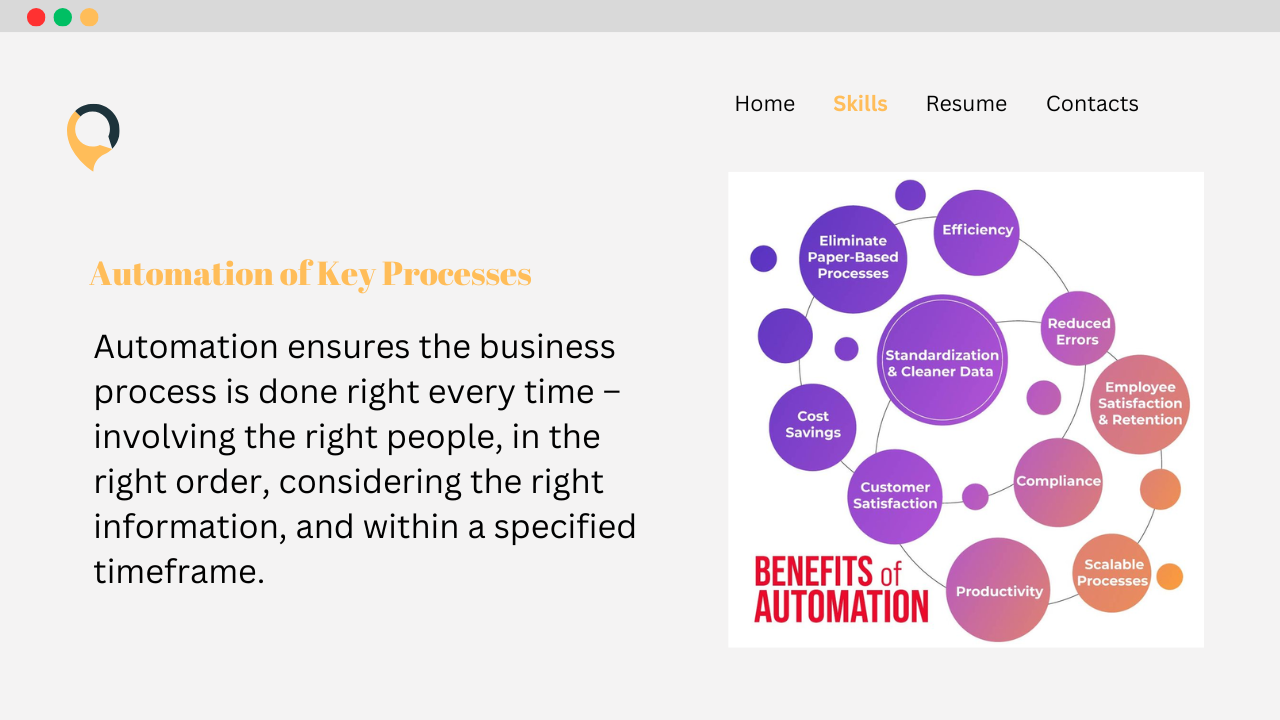 Home Skills Resume Contacts
Automation of Key Processes
Automation ensures the business
process is done right every time –
involving the right people, in the
right order, considering the right
information, and within a specified
timeframe.
Eliminate
Paper-Based
Processes
Efficiency
Reduced
Errors
Standardization
& Cleaner Data
Employee
Satisfaction
& Retention
Cost
Savings
Customer
Satisfaction
Compliance
Scalable
Processes
Productivity
BENEFITS of
AUTOMATION